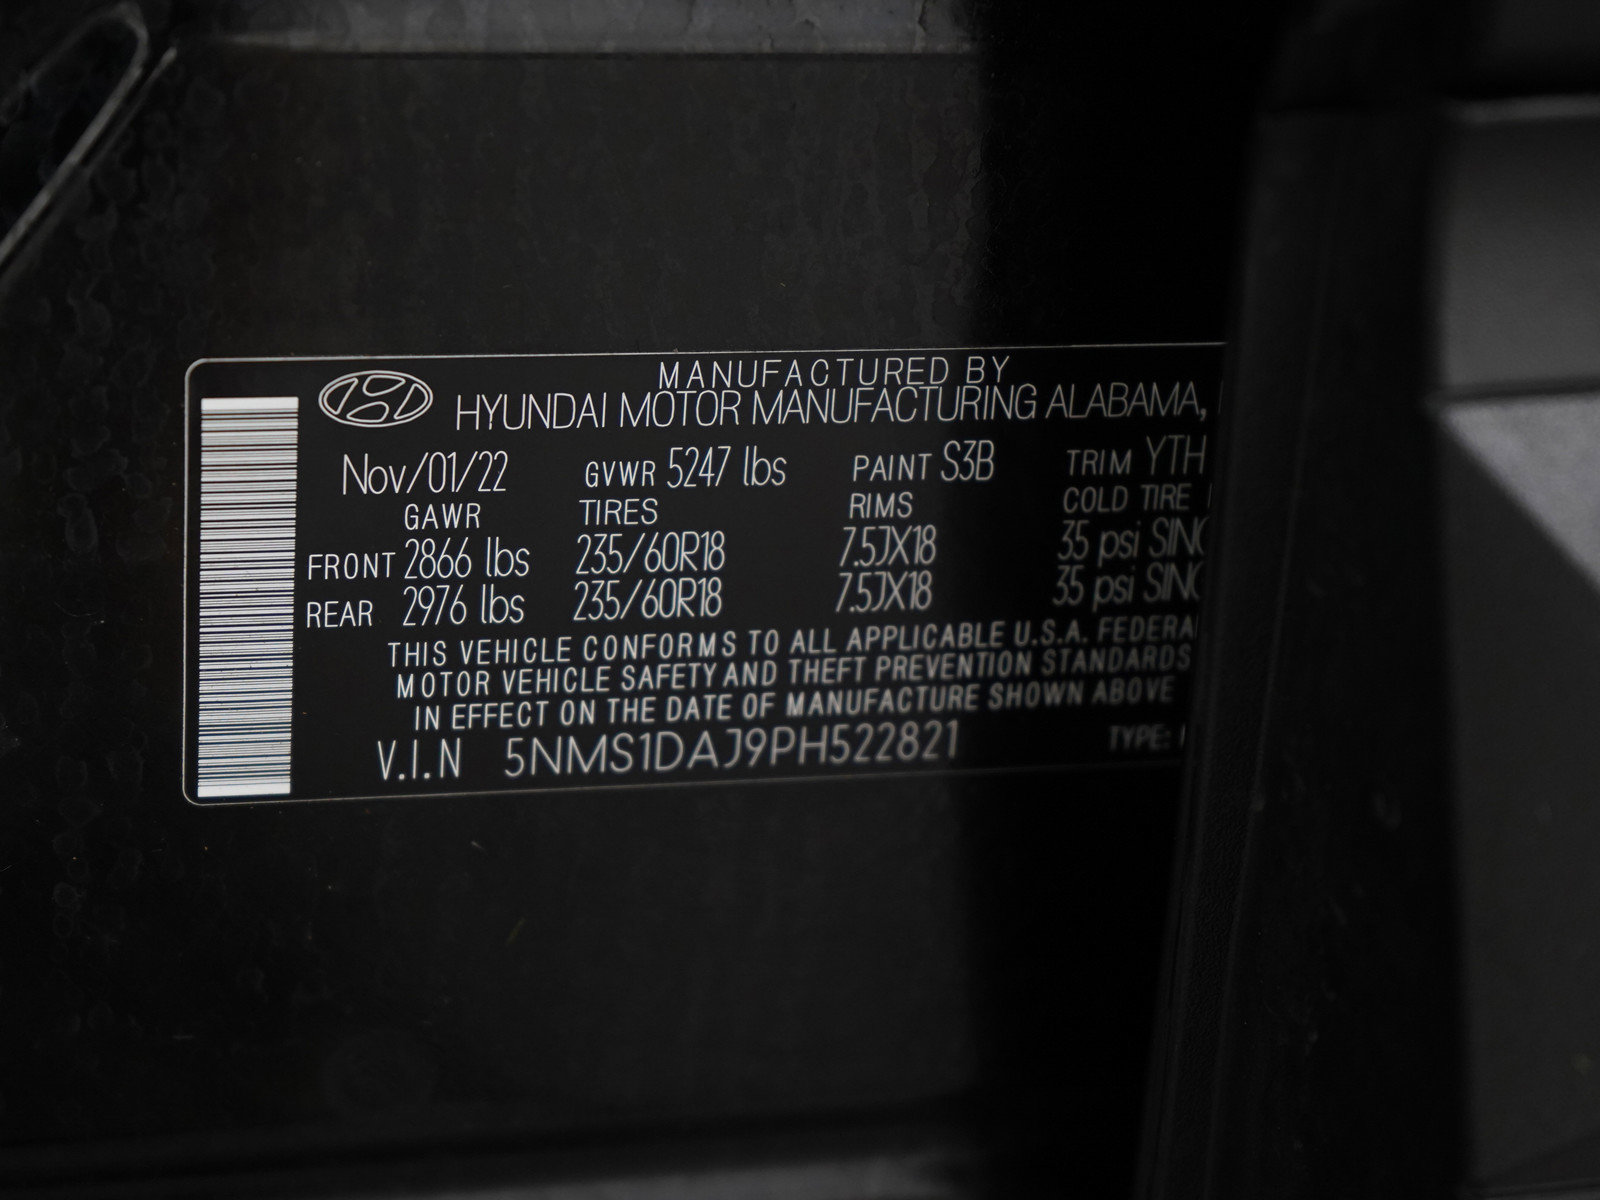 MANUFACTURED BY
HYUNDAI MOTOR MANUFACTURING ALABAMA,
Nov/01/22 GVWR 5247 lbs PAINT S3B TRIM YTH
GAWR TIRES RIMS COLD TIRE
FRONT 2866 lbs 235/60R18 7.5JX18 35 psi SING
REAR 2976 lbs 235/60R18 7.5JX18 35 psi SING
THIS VEHICLE CONFORMS TO ALL APPLICABLE U.S.A. FEDERA
MOTOR VEHICLE SAFETY AND THEFT PREVENTION STANDARDS
IN EFFECT ON THE DATE OF MANUFACTURE SHOWN ABOVE
V.I.N 5NMS1DAJ9PH522821 TYPE: